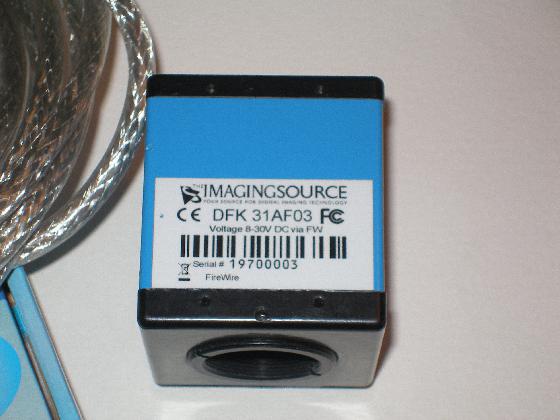 THE
IMAGINGSOURCE
YOUR SOURCE FOR DIGITAL IMAGING TECHNOLOGY
CE DFK 31AF03 FC
Voltage 8-30V DC via FW
Serial # 19700003
FireWire